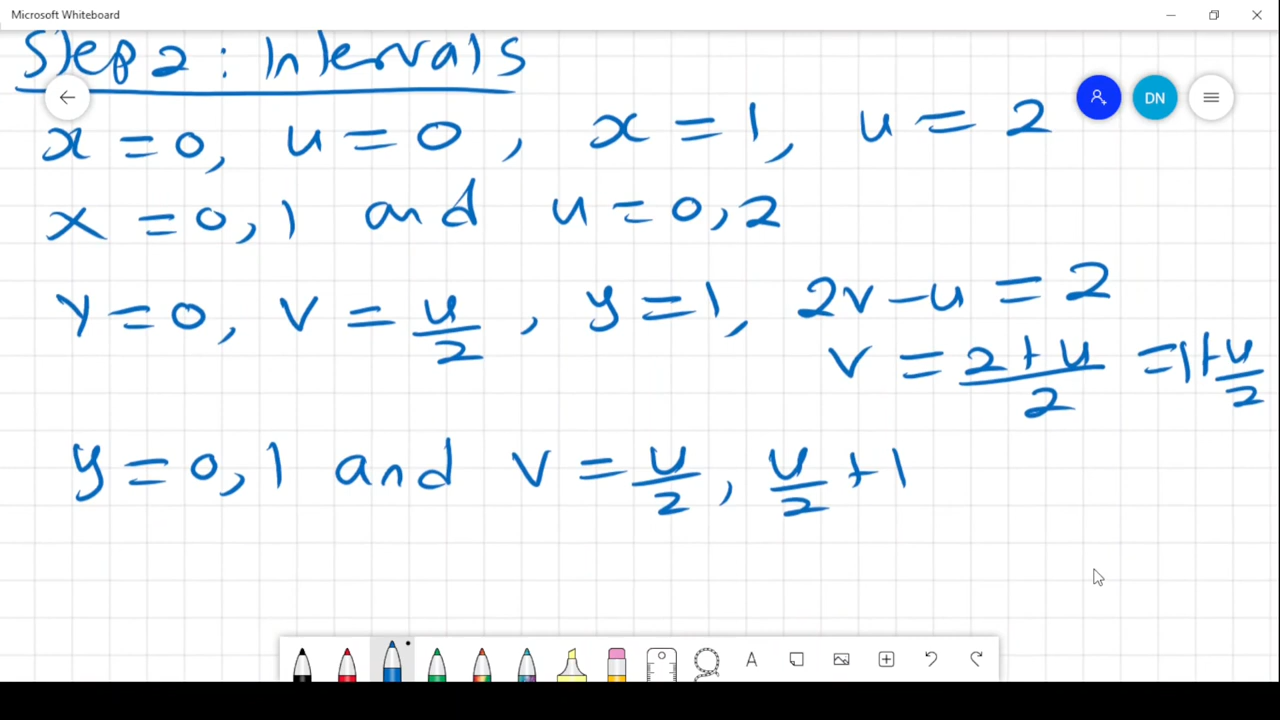 Microsoft Whiteboard
Step 2 : Intervals
DN
x = 0, u = 0, x = 1, u = 2
x = 0, 1 and u = 0, 2
y = 0, v = u/2, y = 1, 2v - u = 2
v = (2 + u)/2 = 1 + u/2
y = 0, 1 and v = u/2, u/2 + 1
A